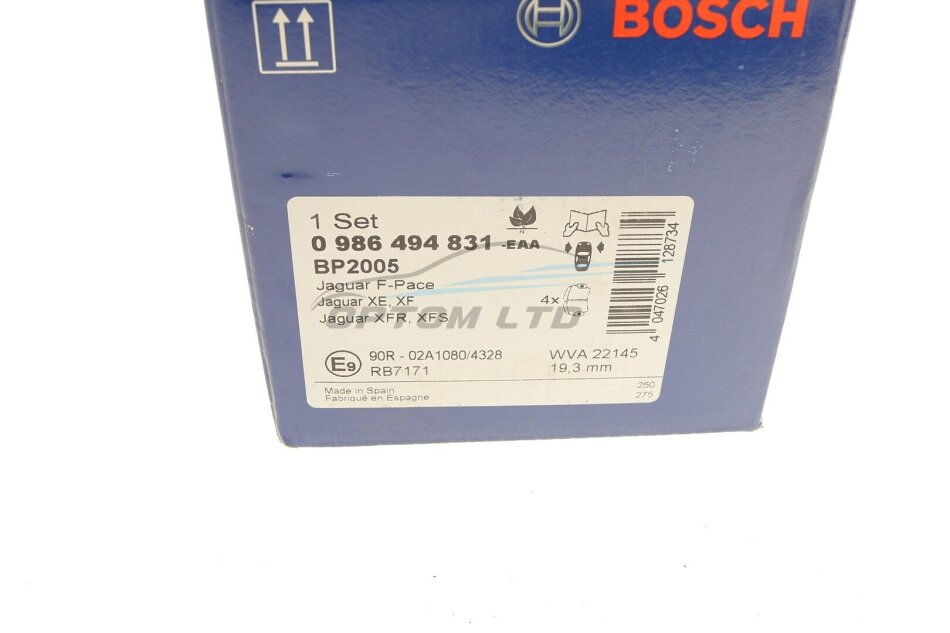 BOSCH
1 Set
0 986 494 831 -EAA
BP2005
Jaguar F-Pace
Jaguar XE, XF
Jaguar XFR, XFS
4x
OPTOM LTD
E9
90R - 02A1080/4328
RB7171
WVA 22145
19,3 mm
Made in Spain
Fabriqué en Espagne
250
275
4 047026 128734